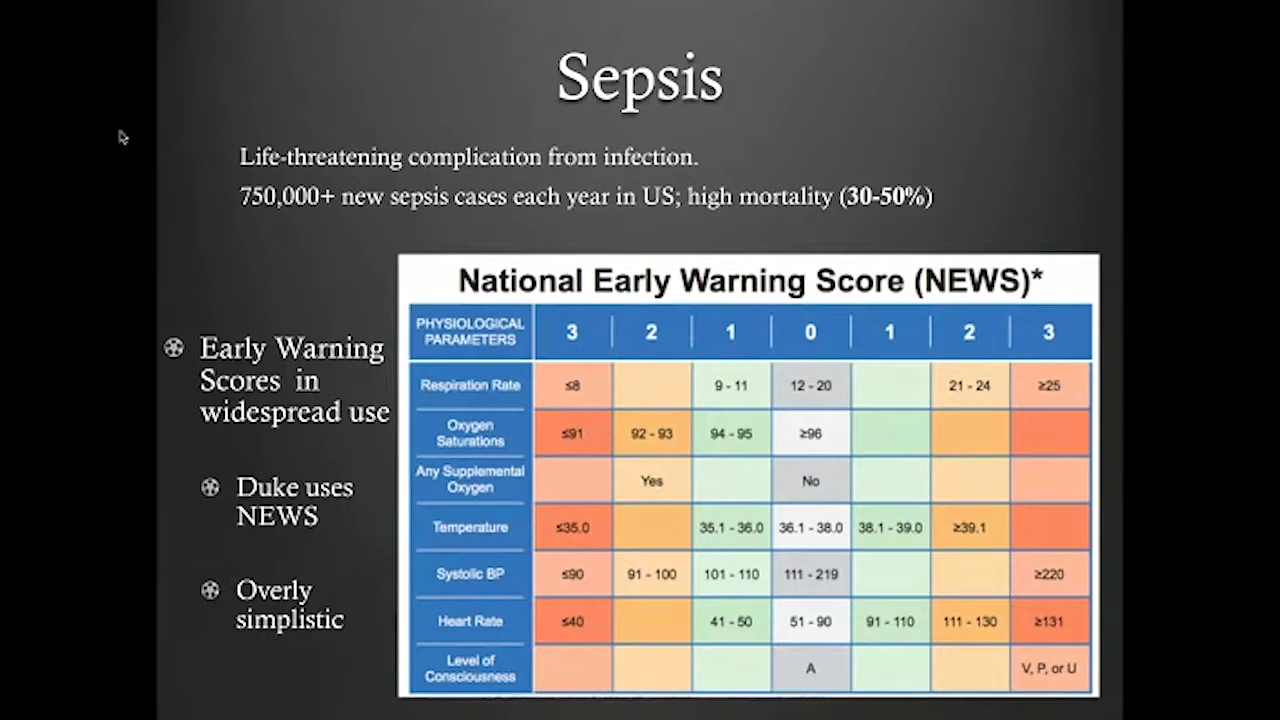 Sepsis
Life-threatening complication from infection.
750,000+ new sepsis cases each year in US; high mortality (30-50%)
Early Warning
Scores in
widespread use
Duke uses
NEWS
Overly
simplistic
National Early Warning Score (NEWS)*
PHYSIOLOGICAL
PARAMETERS 3 2 1 0 1 2 3
Respiration Rate ≤8 9 - 11 12 - 20 21 - 24 ≥25
Oxygen
Saturations ≤91 92 - 93 94 - 95 ≥96
Any Supplemental
Oxygen Yes No
Temperature ≤35.0 35.1 - 36.0 36.1 - 38.0 38.1 - 39.0 ≥39.1
Systolic BP ≤90 91 - 100 101 - 110 111 - 219 ≥220
Heart Rate ≤40 41 - 50 51 - 90 91 - 110 111 - 130 ≥131
Level of
Consciousness A V, P, or U